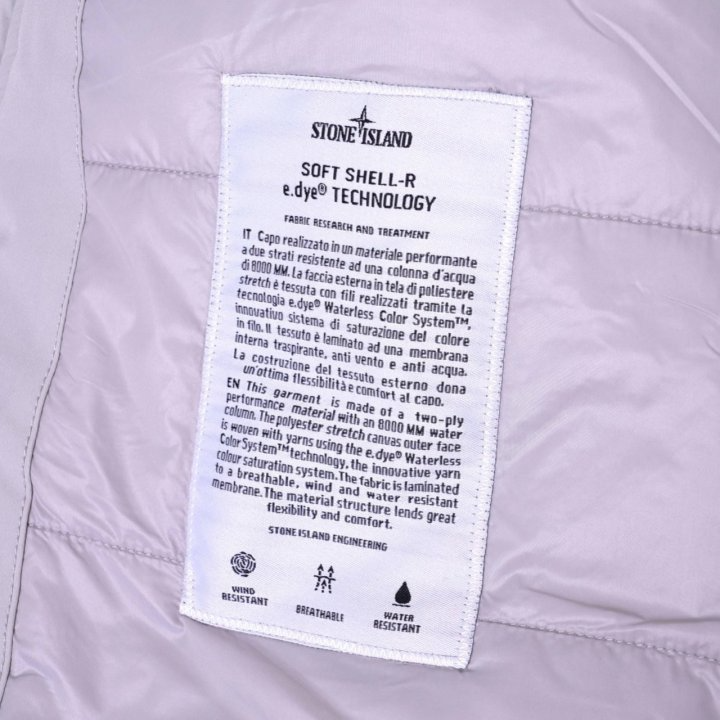 STONE ISLAND
SOFT SHELL-R
e.dye® TECHNOLOGY
FABRIC RESEARCH AND TREATMENT
IT Capo realizzato in un materiale performante
a due strati resistente ad una colonna d'acqua
di 8000 MM. La faccia esterna in tela di poliestere
stretch è tessuta con fili realizzati tramite la
tecnologia e.dye® Waterless Color System™,
innovativo sistema di saturazione del colore
in filo. Il tessuto è laminato ad una membrana
interna traspirante, anti vento e anti acqua.
La costruzione del tessuto esterno dona
un'ottima flessibilità e comfort al capo.
EN This garment is made of a two-ply
performance material with an 8000 MM water
column. The polyester stretch canvas outer face
is woven with yarns using the e.dye® Waterless
Color System™ technology, the innovative yarn
colour saturation system. The fabric is laminated
to a breathable, wind and water resistant
membrane. The material structure lends great
flexibility and comfort.
STONE ISLAND ENGINEERING
WIND
RESISTANT
BREATHABLE
WATER
RESISTANT